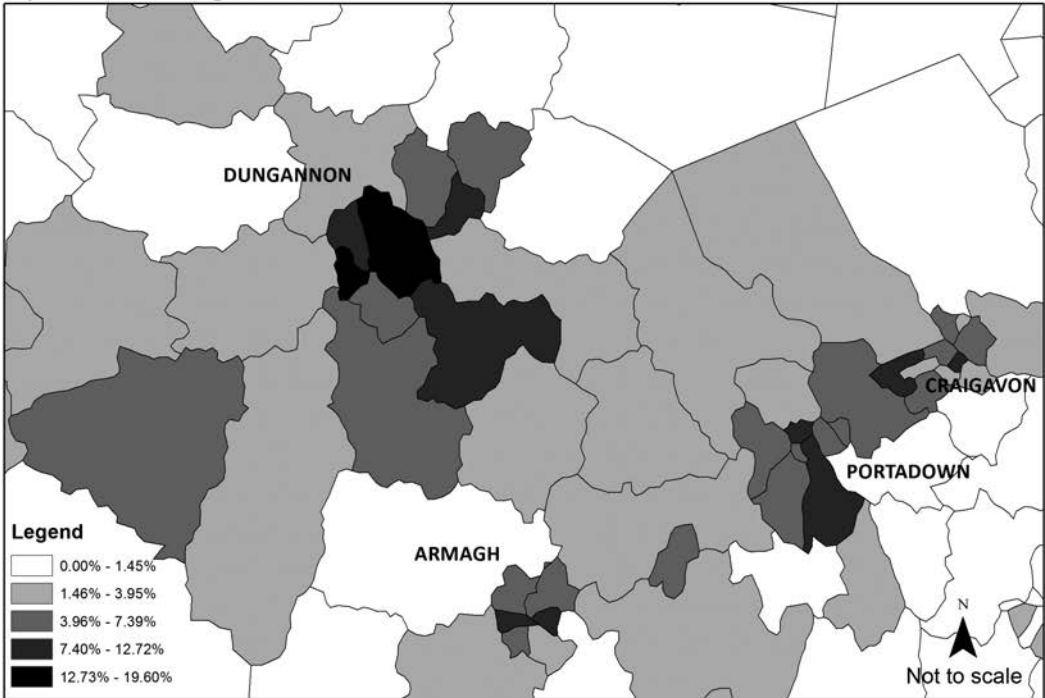 DUNGANNON
CRAIGAVON
PORTADOWN
ARMAGH
Legend
0.00% - 1.45%
1.46% - 3.95%
3.96% - 7.39%
7.40% - 12.72%
12.73% - 19.60%
N
Not to scale